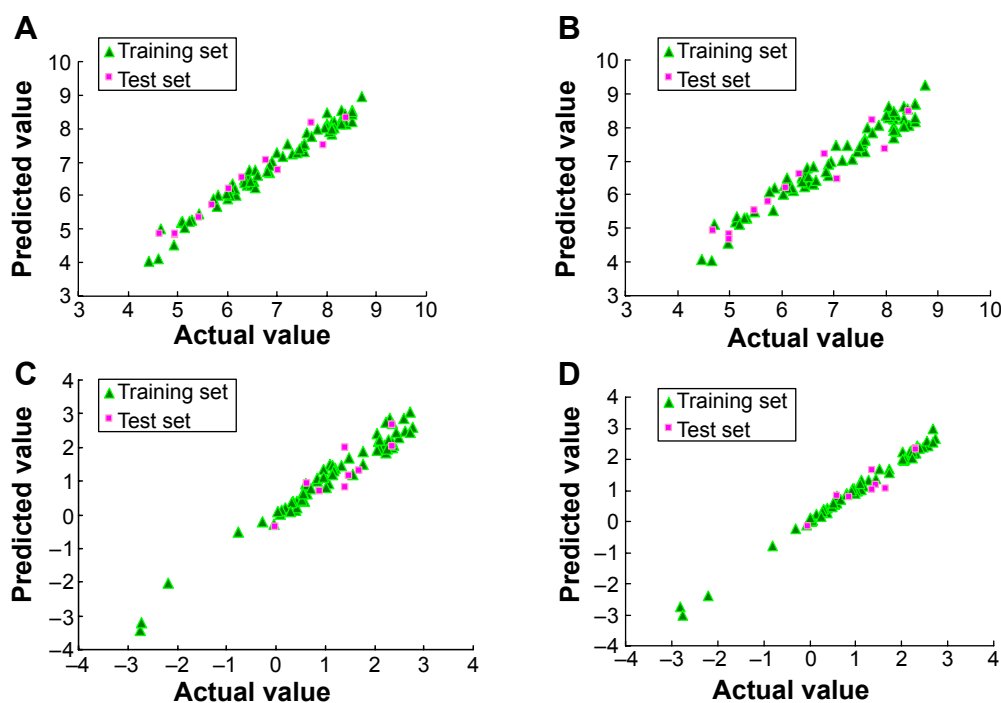 A
Training set
Test set
10
9
8
7
6
5
4
3
Predicted value
3 4 5 6 7 8 9 10
Actual value
B
Training set
Test set
10
9
8
7
6
5
4
3
Predicted value
3 4 5 6 7 8 9 10
Actual value
C
Training set
Test set
4
3
2
1
0
–1
–2
–3
–4
Predicted value
–4 –3 –2 –1 0 1 2 3 4
Actual value
D
Training set
Test set
4
3
2
1
0
–1
–2
–3
–4
Predicted value
–4 –3 –2 –1 0 1 2 3 4
Actual value